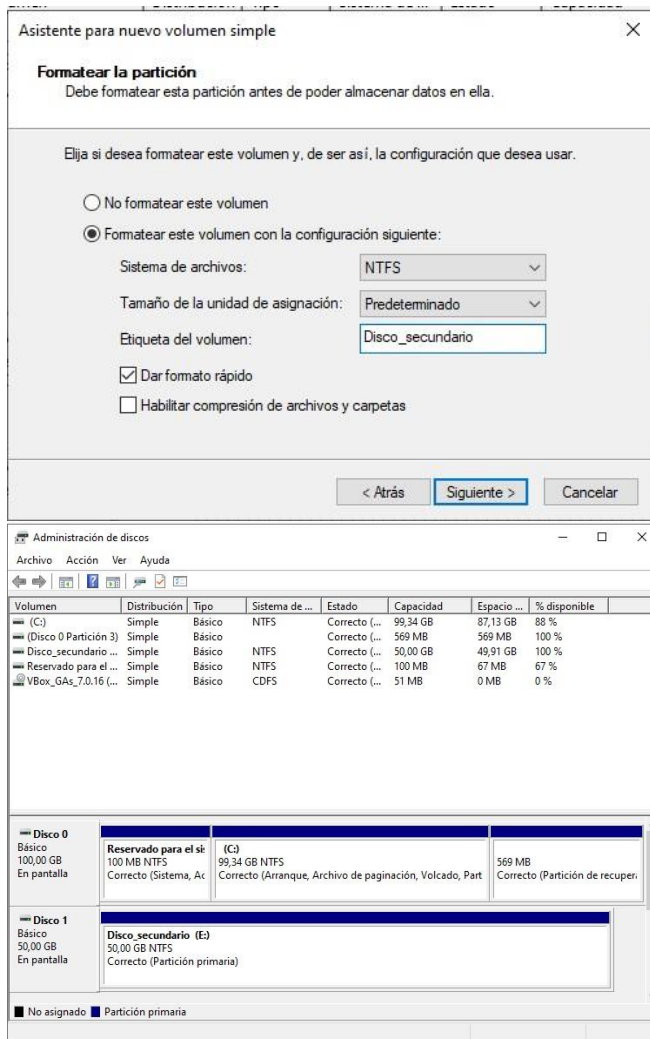 Asistente para nuevo volumen simple
Formatear la partición
Debe formatear esta partición antes de poder almacenar datos en ella.
Elija si desea formatear este volumen y, de ser así, la configuración que desea usar.
No formatear este volumen
Formatear este volumen con la configuración siguiente:
Sistema de archivos: NTFS
Tamaño de la unidad de asignación: Predeterminado
Etiqueta del volumen: Disco_secundario
Dar formato rápido
Habilitar compresión de archivos y carpetas
< Atrás Siguiente > Cancelar
Administración de discos
Archivo Acción Ver Ayuda
Volumen Distribución Tipo Sistema de ... Estado Capacidad Espacio ... % disponible
(C:) Simple Básico NTFS Correcto (... 99,34 GB 87,13 GB 88 %
(Disco 0 Partición 3) Simple Básico Correcto (... 569 MB 569 MB 100 %
Disco_secundario ... Simple Básico NTFS Correcto (... 50,00 GB 49,91 GB 100 %
Reservado para el ... Simple Básico NTFS Correcto (... 100 MB 67 MB 67 %
VBox_GAs_7.0.16 (... Simple Básico CDFS Correcto (... 51 MB 0 MB 0 %
Disco 0
Básico
100,00 GB
En pantalla
Reservado para el si
100 MB NTFS
Correcto (Sistema, Ac
(C:)
99,34 GB NTFS
Correcto (Arranque, Archivo de paginación, Volcado, Part
569 MB
Correcto (Partición de recuper
Disco 1
Básico
50,00 GB
En pantalla
Disco_secundario (E:)
50,00 GB NTFS
Correcto (Partición primaria)
No asignado Partición primaria